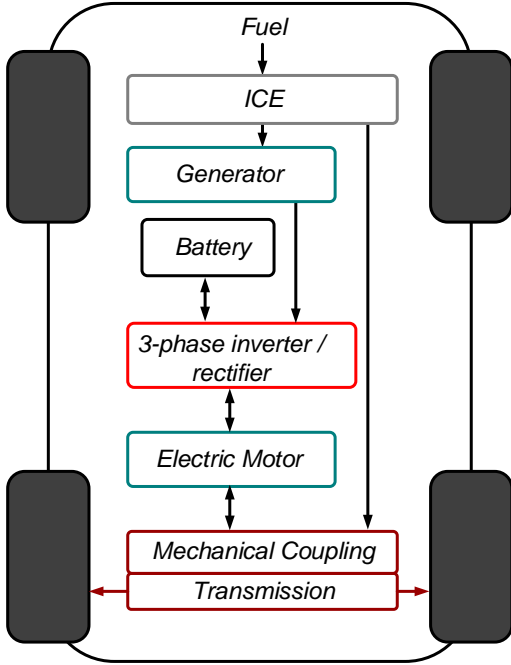 Fuel
ICE
Generator
Battery
3-phase inverter /
rectifier
Electric Motor
Mechanical Coupling
Transmission